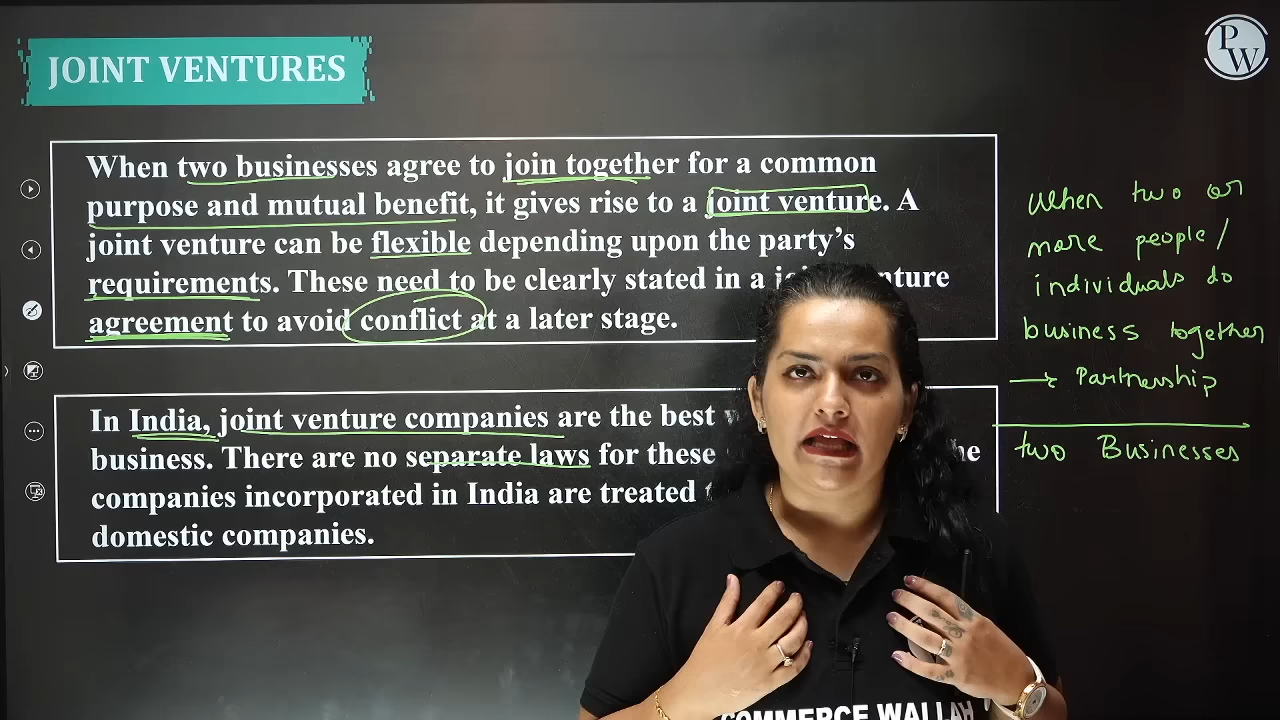 JOINT VENTURES
PW
When two businesses agree to join together for a common
purpose and mutual benefit, it gives rise to a joint venture. A
joint venture can be flexible depending upon the party's
requirements. These need to be clearly stated in a
agreement to avoid conflict at a later stage.
In India, joint venture companies are the best
business. There are no separate laws for these
companies incorporated in India are treated
domestic companies.
When two or
more people/
individuals do
business together
→ Partnership
two Businesses
COMMERCE WALLAH